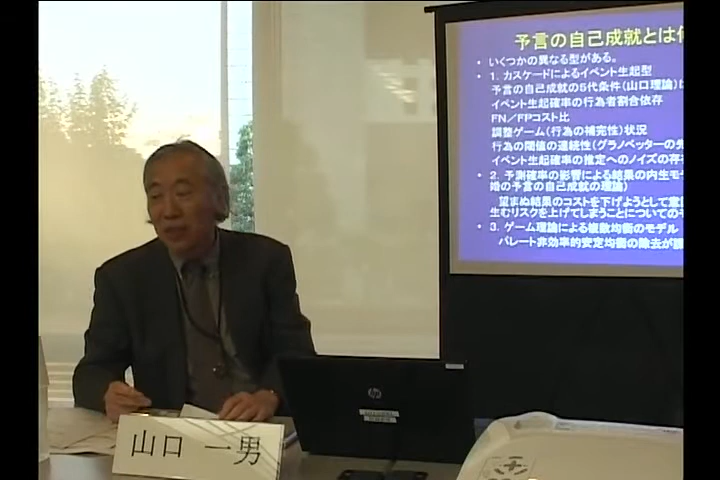 予言の自己成就とは
・ いくつかの異なる型がある。
・ 1. カスケードによるイベント生起型
予言の自己成就の5代条件（山口理論）
イベント生起確率の行為者割合依存
FN／FPコスト比
調整ゲーム（行為の補完性）状況
行為の閾値の連続性（グラノベッターの
イベント生起確率の推定へのノイズの存
・ 2. 予測確率の影響による結果の内生モ
婚の予言の自己成就の理論）
望まぬ結果のコストを下げようとして意
生むリスクを上げてしまうことについての
・ 3. ゲーム理論による複数均衡のモデル
パレート非効率的安定均衡の除去が
hp
山口 一男